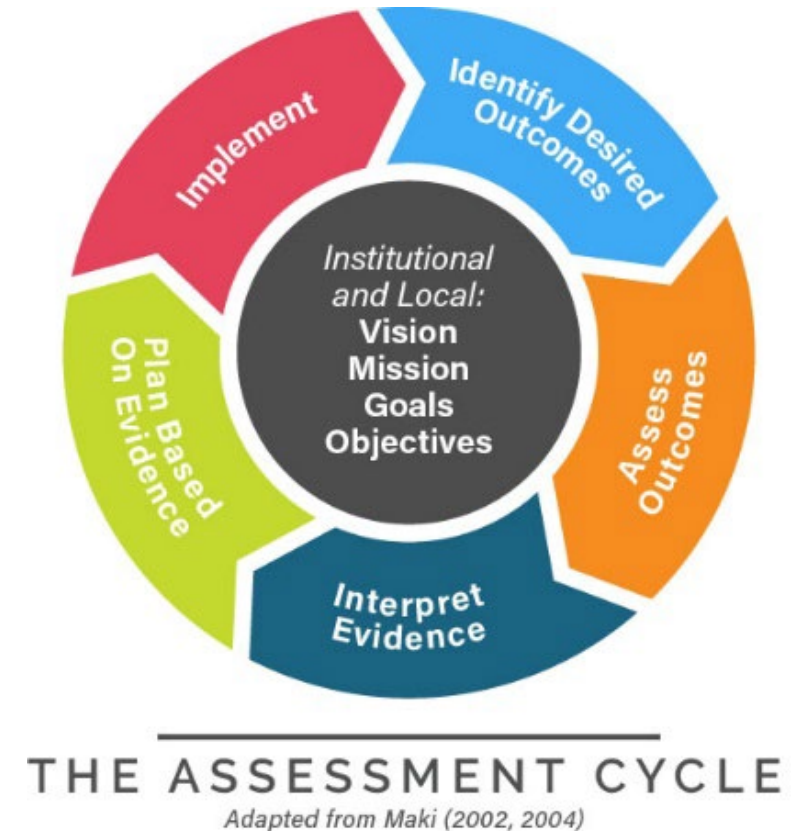 Implement
Identify Desired
Outcomes
Institutional
and Local:
Vision
Mission
Goals
Objectives
Assess
Outcomes
Plan Based
On Evidence
Interpret
Evidence
THE ASSESSMENT CYCLE
Adapted from Maki (2002, 2004)